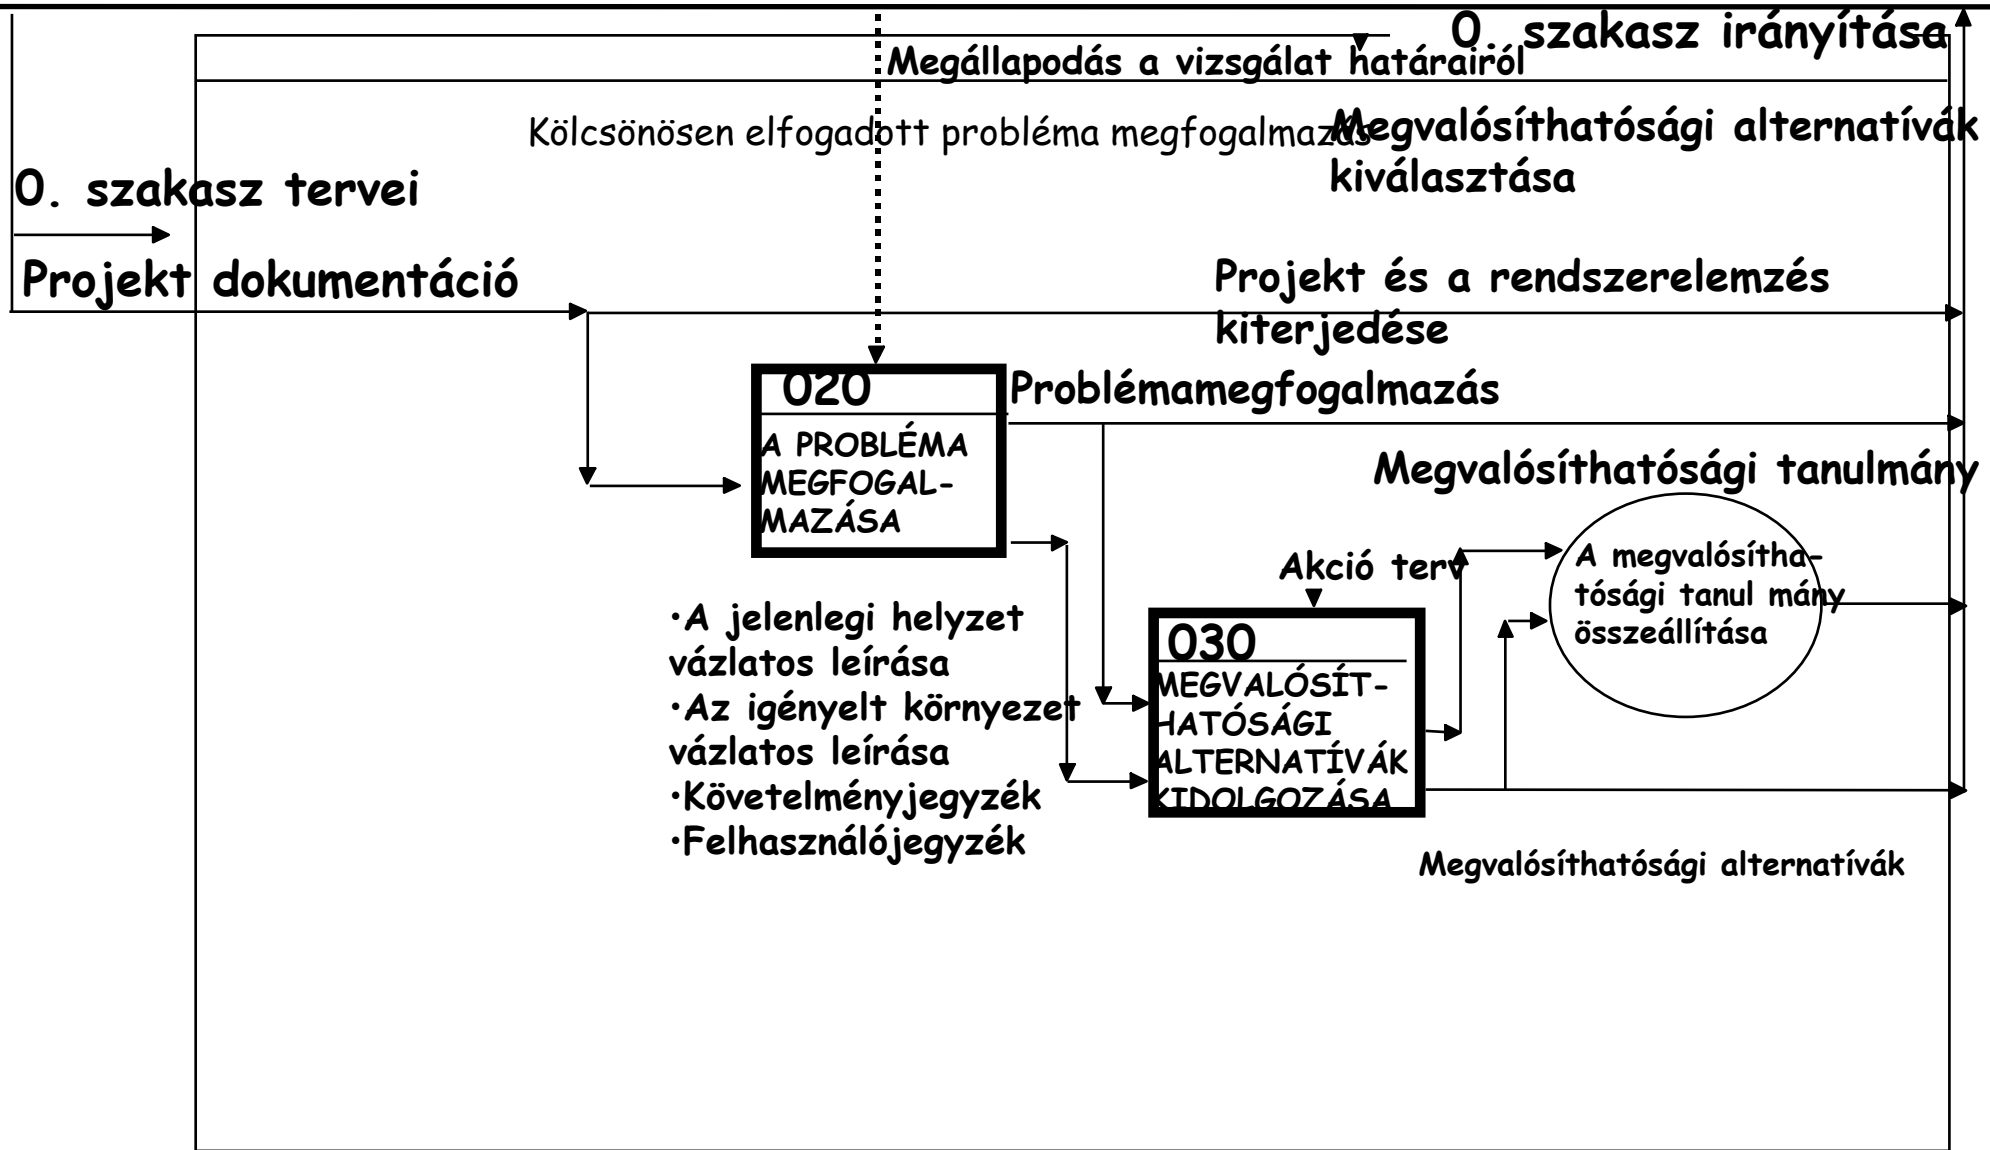 0. szakasz irányítása
Megállapodás a vizsgálat határairól
Kölcsönösen elfogadott probléma megfogalmazás
Megvalósíthatósági alternatívák
kiválasztása
0. szakasz tervei
Projekt dokumentáció
Projekt és a rendszerelemzés
kiterjedése
020
Problémamegfogalmazás
A PROBLÉMA
MEGFOGAL-
MAZÁSA
Megvalósíthatósági tanulmány
A megvalósítha-
tósági tanul mány
összeállítása
Akció terv
•A jelenlegi helyzet
vázlatos leírása
•Az igényelt környezet
vázlatos leírása
•Követelményjegyzék
•Felhasználójegyzék
030
MEGVALÓSÍT-
HATÓSÁGI
ALTERNATÍVÁK
KIDOLGOZÁSA
Megvalósíthatósági alternatívák